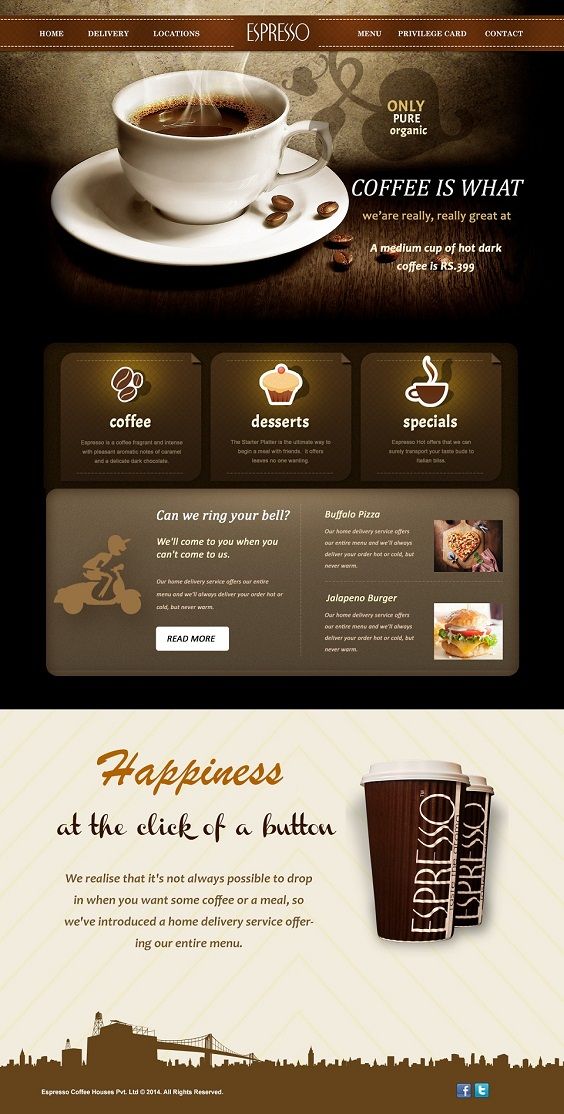 HOME DELIVERY LOCATIONS ESPRESSO MENU PRIVILEGE CARD CONTACT
ONLY
PURE
organic
COFFEE IS WHAT
we'are really, really great at
A medium cup of hot dark
coffee is RS.399
coffee
Espresso is a coffee fragrant and intense
with pleasant aromatic notes of caramel
and a delicate dark chocolate.
desserts
The Starter Platter is the ultimate way to
begin a meal with friends. It offers
leaves no one wanting.
specials
Espresso Hot offers that we can
surely transport your taste buds to
Italian bliss.
Can we ring your bell?
We'll come to you when you
can't come to us.
Our home delivery service offers our entire
menu and we'll always deliver your order hot or
cold, but never warm.
READ MORE
Buffalo Pizza
Our home delivery service offers
our entire menu and we'll always
deliver your order hot or cold, but
never warm.
Jalapeno Burger
Our home delivery service offers
our entire menu and we'll always
deliver your order hot or cold, but
never warm.
Happiness
at the click of a button
We realise that it's not always possible to drop
in when you want some coffee or a meal, so
we've introduced a home delivery service offer-
ing our entire menu.
ESPRESSO™
ESPRESSO
Espresso Coffee Houses Pvt. Ltd © 2014. All Rights Reserved.